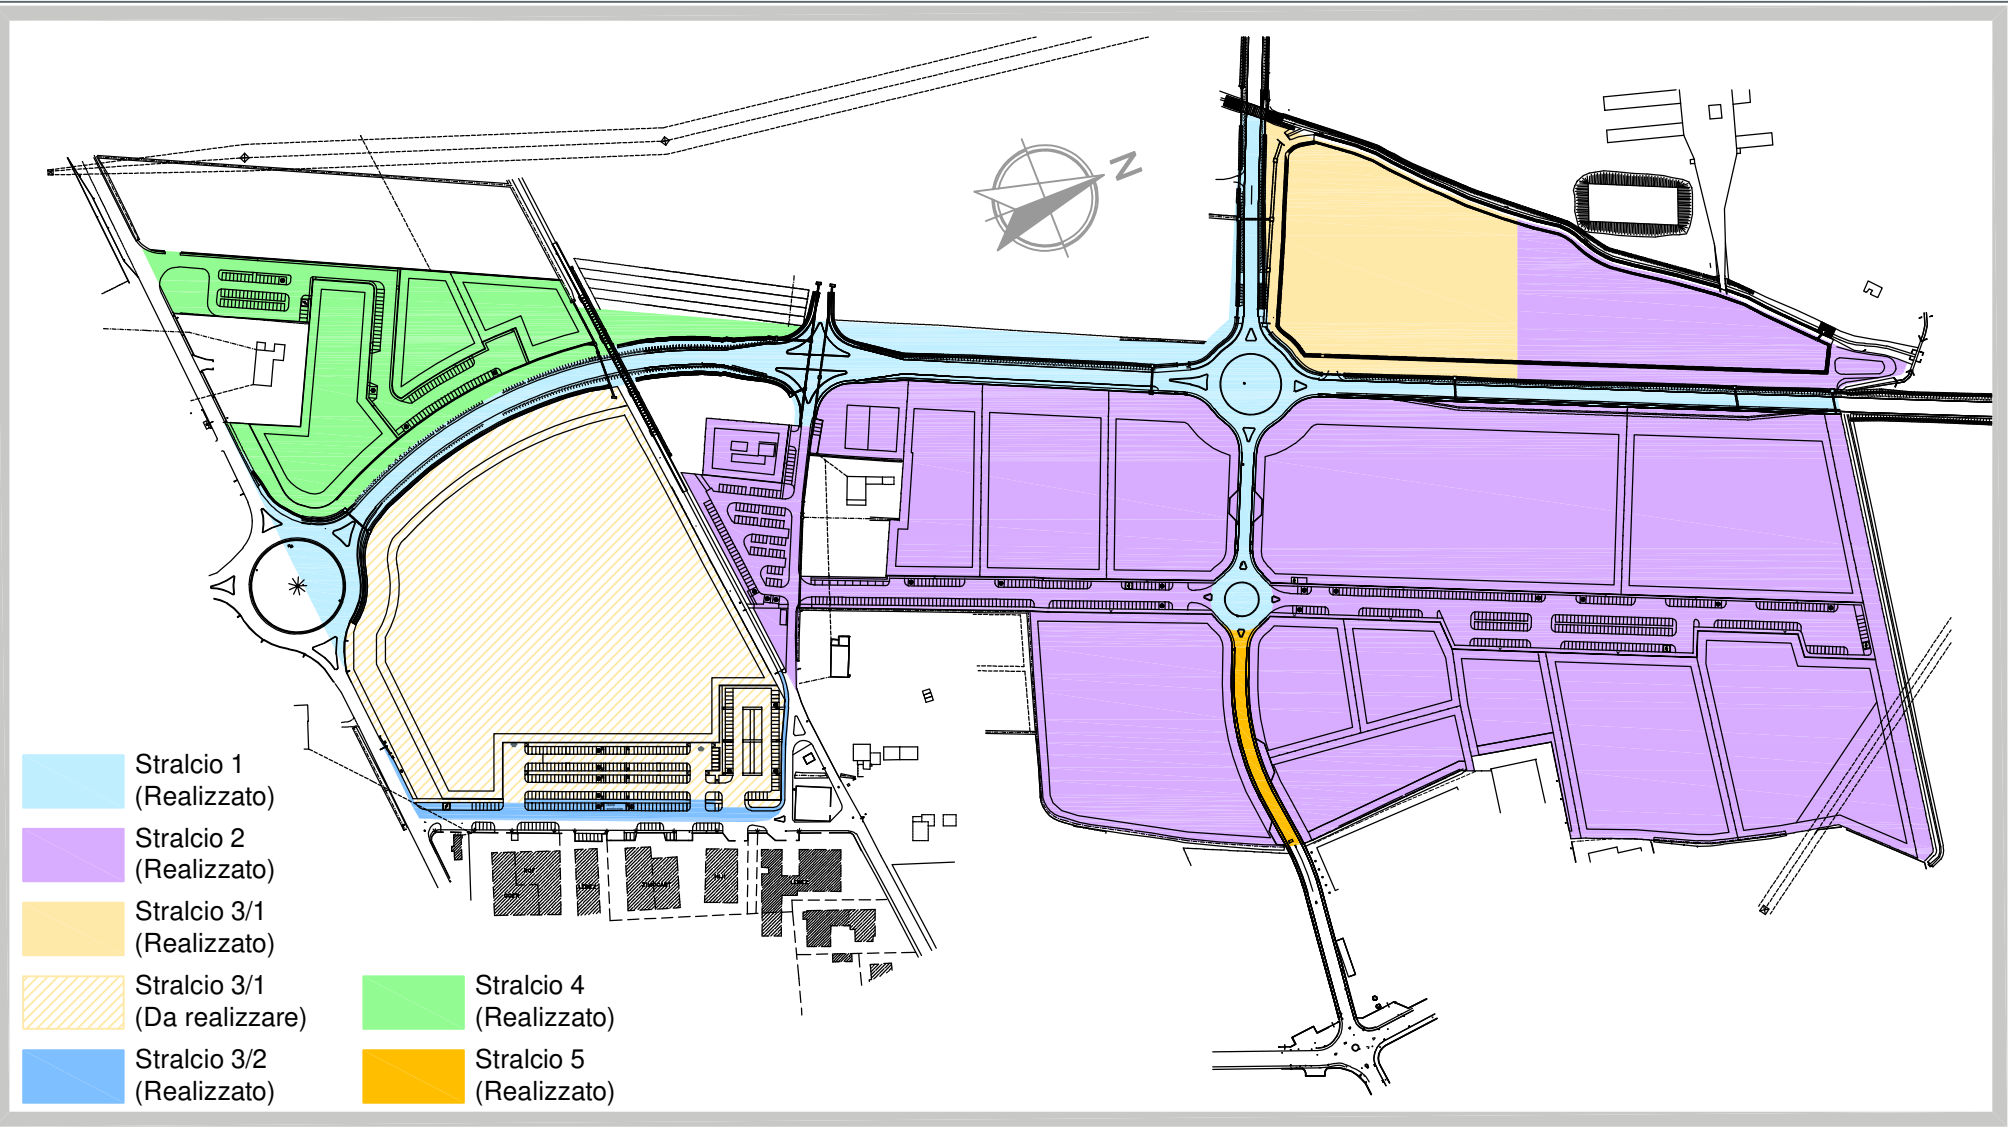 N
Stralcio 1
(Realizzato)
Stralcio 2
(Realizzato)
Stralcio 3/1
(Realizzato)
Stralcio 3/1
(Da realizzare)
Stralcio 3/2
(Realizzato)
Stralcio 4
(Realizzato)
Stralcio 5
(Realizzato)